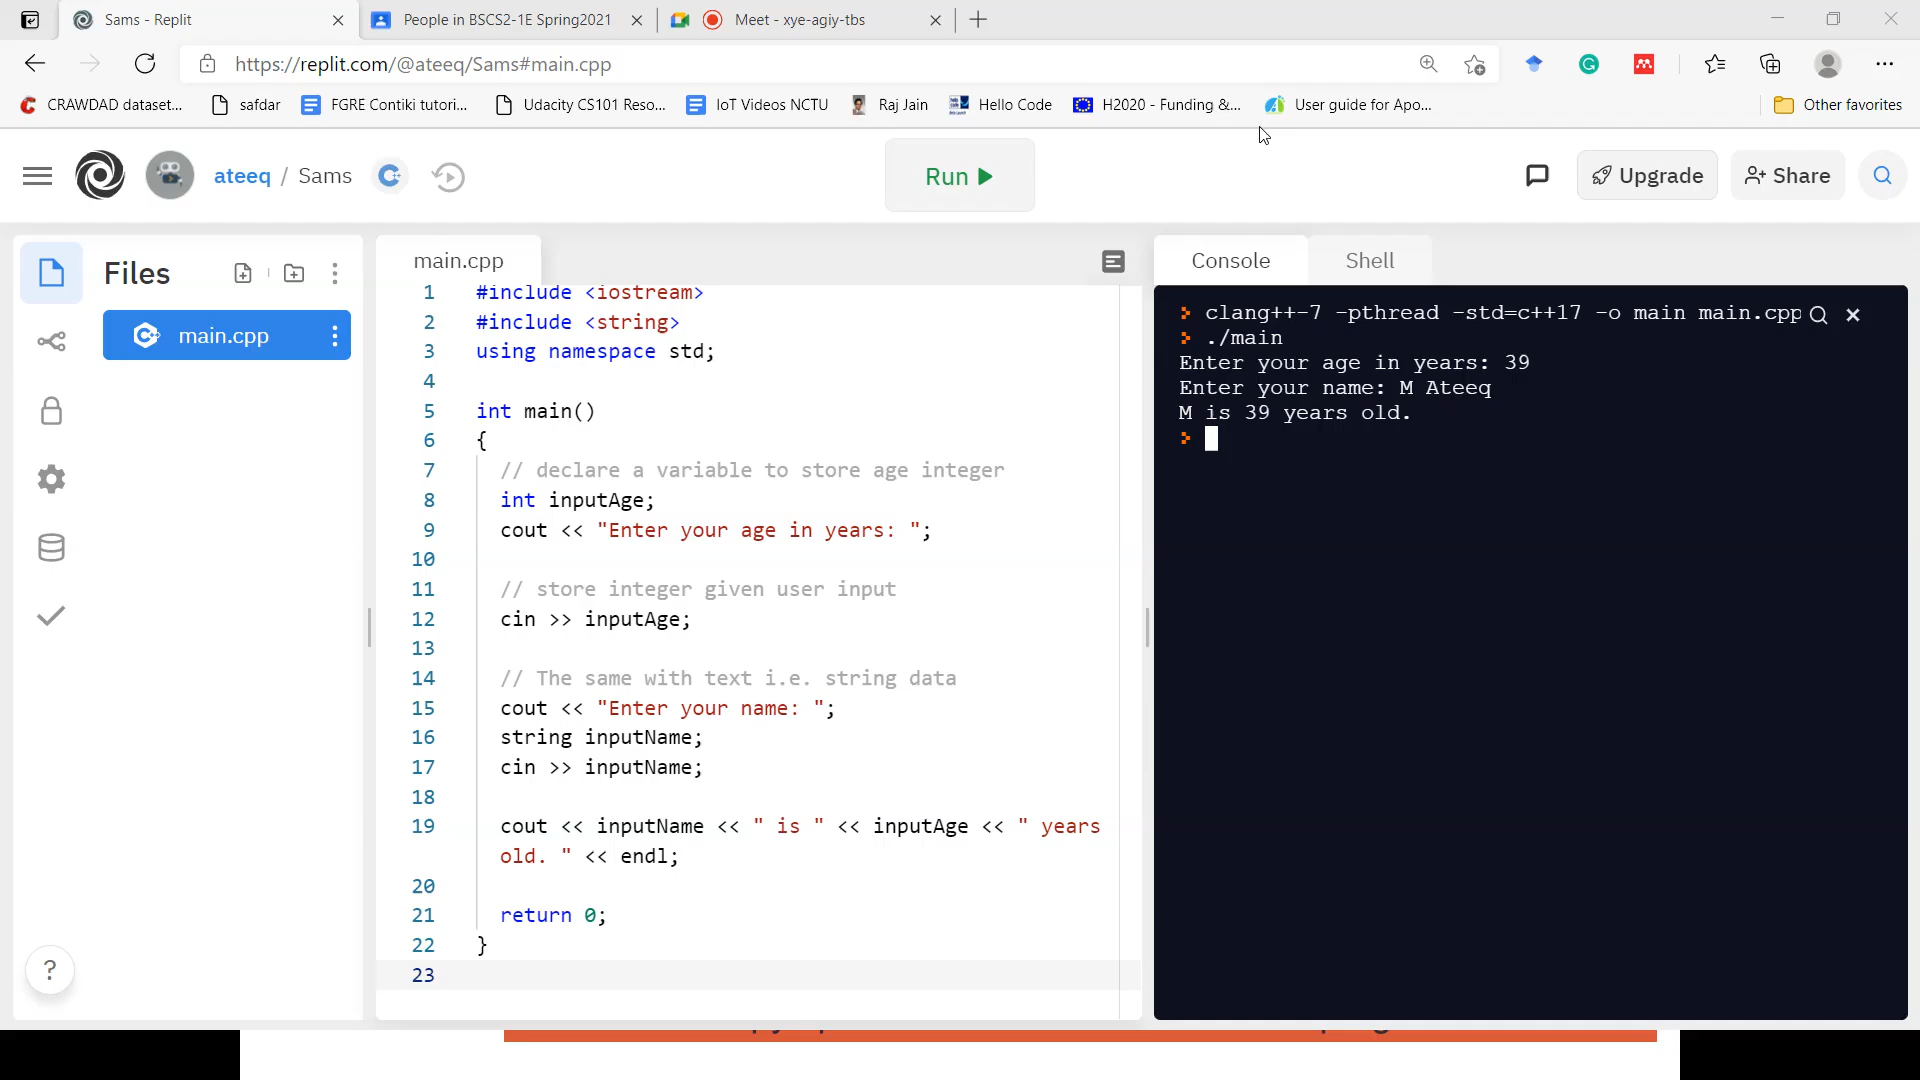 Sams - Replit
People in BSCS2-1E Spring2021
Meet - xye-agiy-tbs
https://replit.com/@ateeq/Sams#main.cpp
CRAWDAD dataset...
safdar
FGRE Contiki tutori...
Udacity CS101 Reso...
IoT Videos NCTU
Raj Jain
Hello Code
H2020 - Funding &...
User guide for Apo...
Other favorites
ateeq / Sams
Run
Upgrade
Share
Files
main.cpp
main.cpp
1 #include <iostream>
2 #include <string>
3 using namespace std;
4
5 int main()
6 {
7 // declare a variable to store age integer
8 int inputAge;
9 cout << "Enter your age in years: ";
10
11 // store integer given user input
12 cin >> inputAge;
13
14 // The same with text i.e. string data
15 cout << "Enter your name: ";
16 string inputName;
17 cin >> inputName;
18
19 cout << inputName << " is " << inputAge << " years
old. " << endl;
20
21 return 0;
22 }
23
Console
Shell
clang++-7 -pthread -std=c++17 -o main main.cpp
./main
Enter your age in years: 39
Enter your name: M Ateeq
M is 39 years old.
?